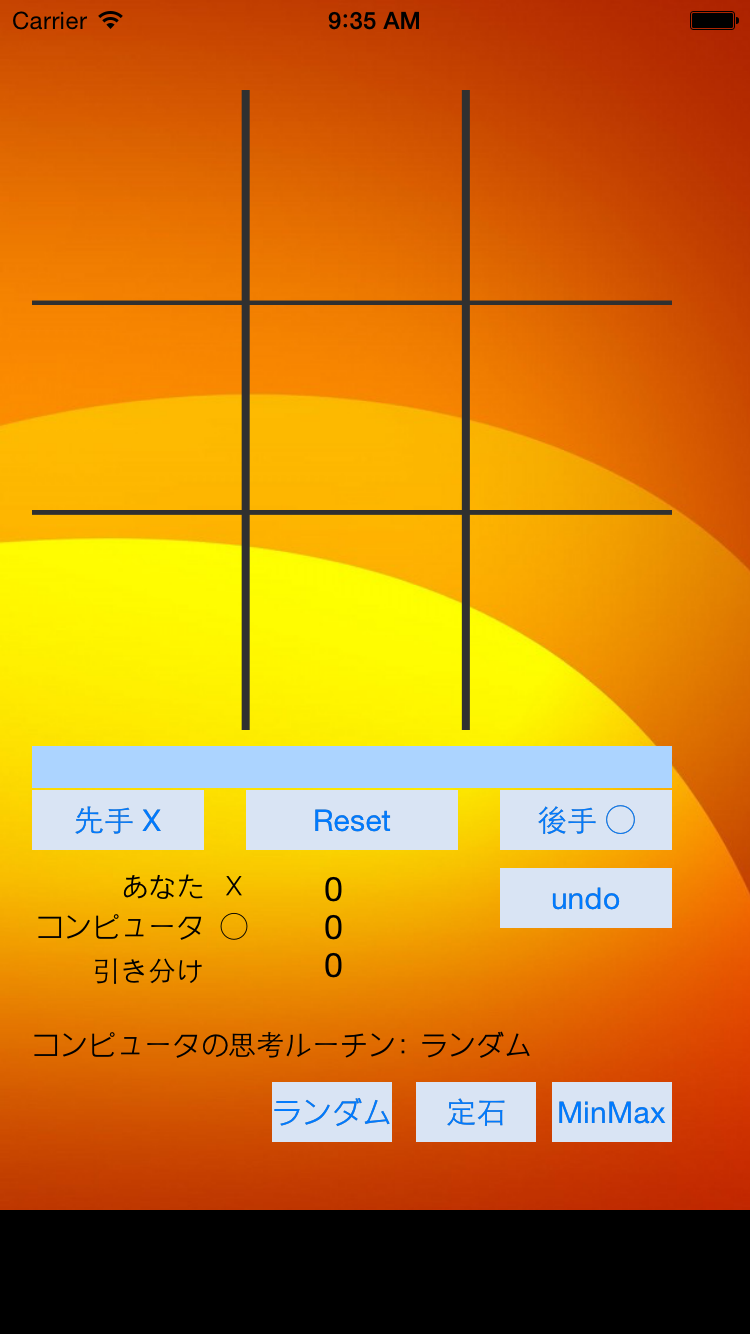 Carrier 9:35 AM
先手 X Reset 後手 ◯
あなた X 0 undo
コンピュータ ◯ 0
引き分け 0
コンピュータの思考ルーチン: ランダム
ランダム 定石 MinMax